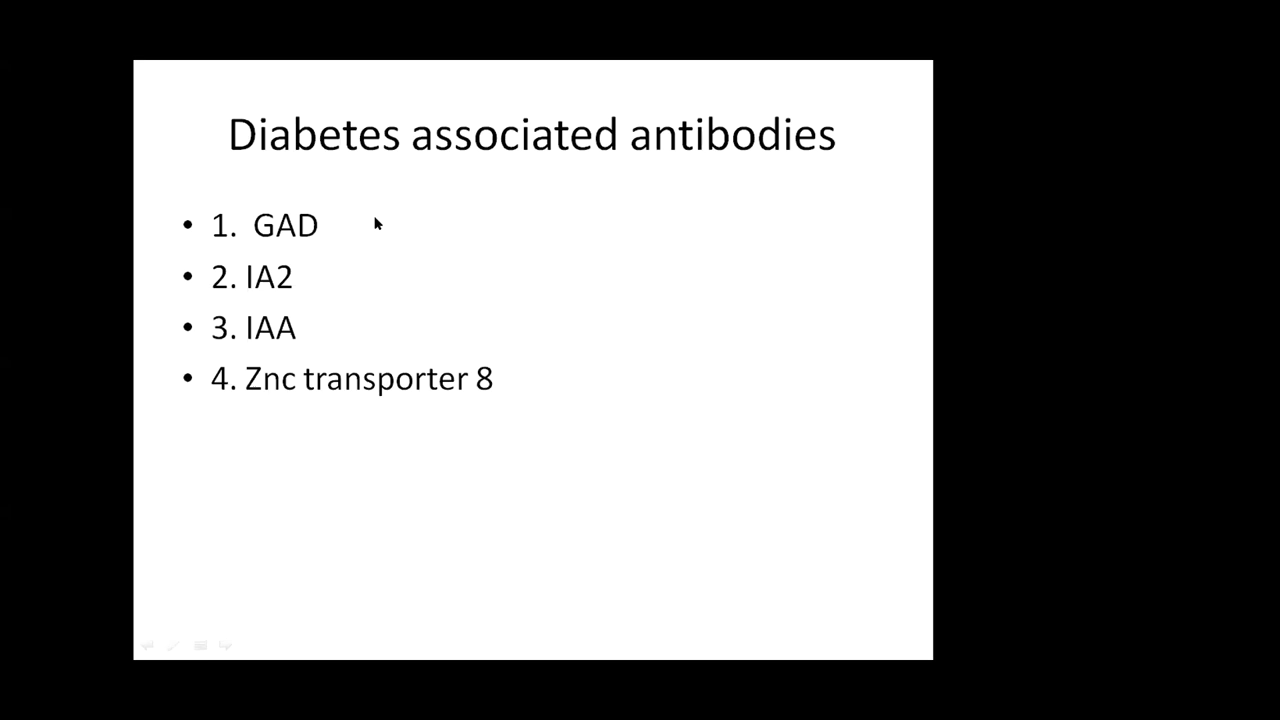 Diabetes associated antibodies
• 1. GAD
• 2. IA2
• 3. IAA
• 4. Znc transporter 8